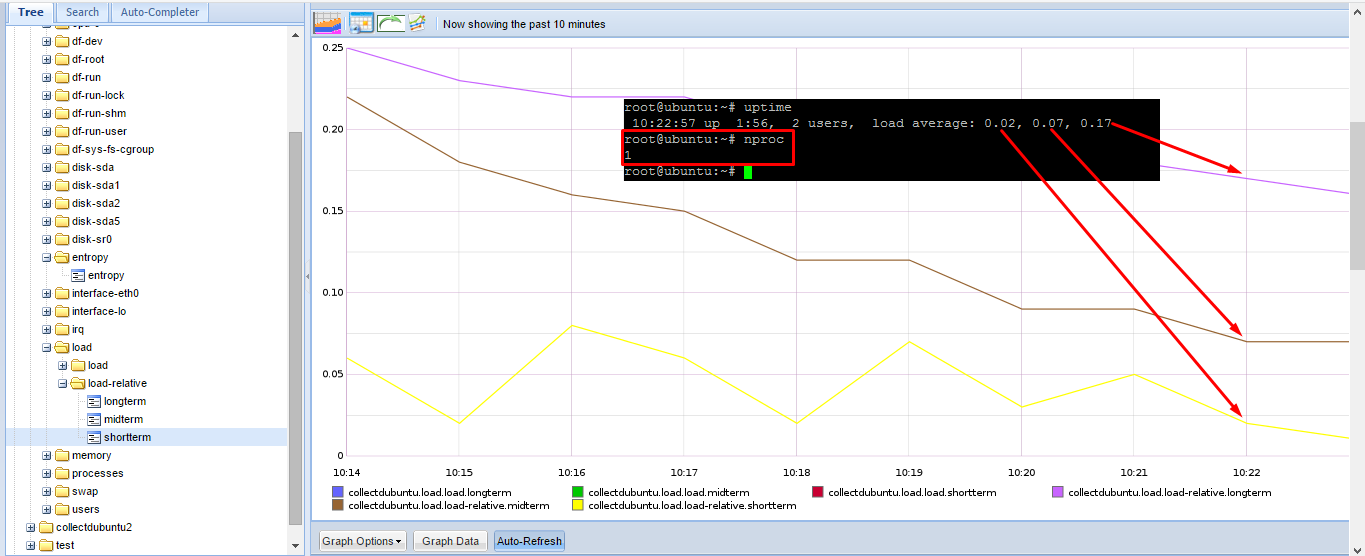 Tree Search Auto-Completer
df-dev
df-root
df-run
df-run-lock
df-run-shm
df-run-user
df-sys-fs-cgroup
disk-sda
disk-sda1
disk-sda2
disk-sda5
disk-sr0
entropy
entropy
interface-eth0
interface-lo
irq
load
load
load-relative
longterm
midterm
shortterm
memory
processes
swap
users
collectdubuntu2
test
Now showing the past 10 minutes
0.25
0.20
0.15
0.10
0.05
0
root@ubuntu:~# uptime
10:22:57 up 1:56, 2 users, load average: 0.02, 0.07, 0.17
root@ubuntu:~# nproc
1
root@ubuntu:~#
10:14 10:15 10:16 10:17 10:18 10:19 10:20 10:21 10:22
collectdubuntu.load.load.longterm collectdubuntu.load.load.midterm collectdubuntu.load.load.shortterm collectdubuntu.load.load-relative.longterm
collectdubuntu.load.load-relative.midterm collectdubuntu.load.load-relative.shortterm
Graph Options Graph Data Auto-Refresh